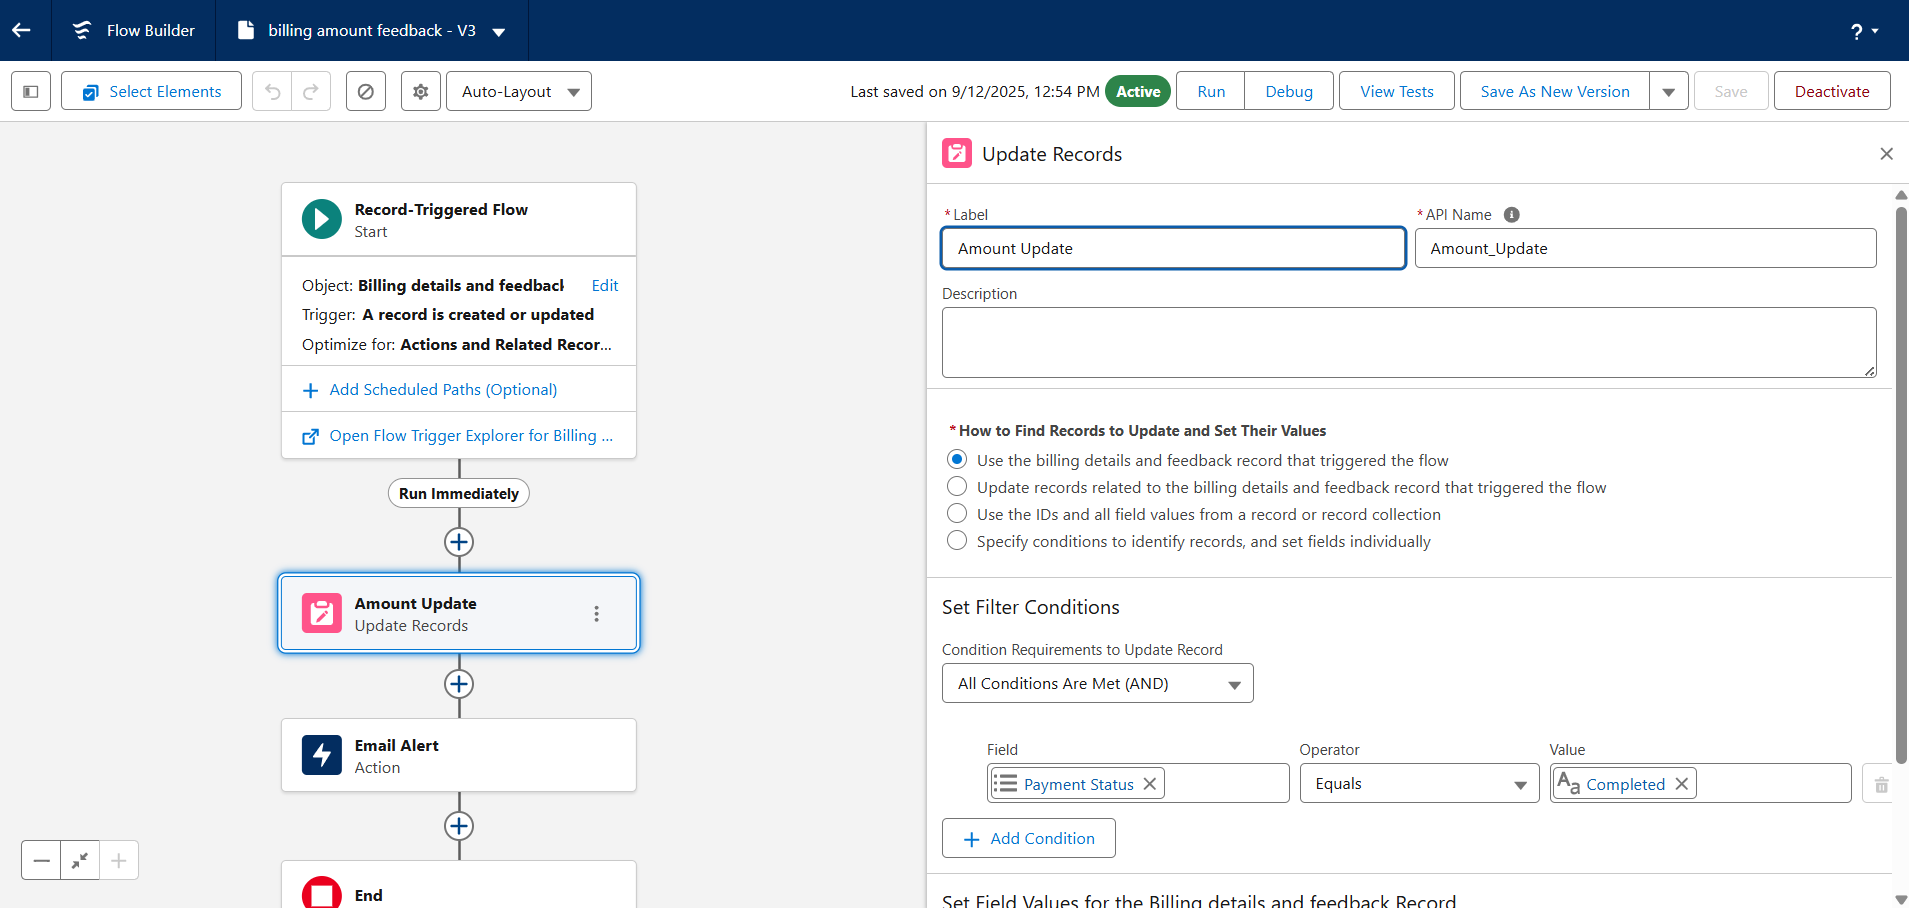 Flow Builder
billing amount feedback - V3
?
Select Elements
Auto-Layout
Last saved on 9/12/2025, 12:54 PM
Active
Run
Debug
View Tests
Save As New Version
Save
Deactivate
Record-Triggered Flow
Start
Object: Billing details and feedback
Edit
Trigger: A record is created or updated
Optimize for: Actions and Related Recor...
Add Scheduled Paths (Optional)
Open Flow Trigger Explorer for Billing ...
Run Immediately
Amount Update
Update Records
Email Alert
Action
End
Update Records
* Label
Amount Update
* API Name
Amount_Update
Description
* How to Find Records to Update and Set Their Values
Use the billing details and feedback record that triggered the flow
Update records related to the billing details and feedback record that triggered the flow
Use the IDs and all field values from a record or record collection
Specify conditions to identify records, and set fields individually
Set Filter Conditions
Condition Requirements to Update Record
All Conditions Are Met (AND)
Field
Operator
Value
Payment Status
Equals
Aa Completed
Add Condition
Set Field Values for the Billing details and feedback Record